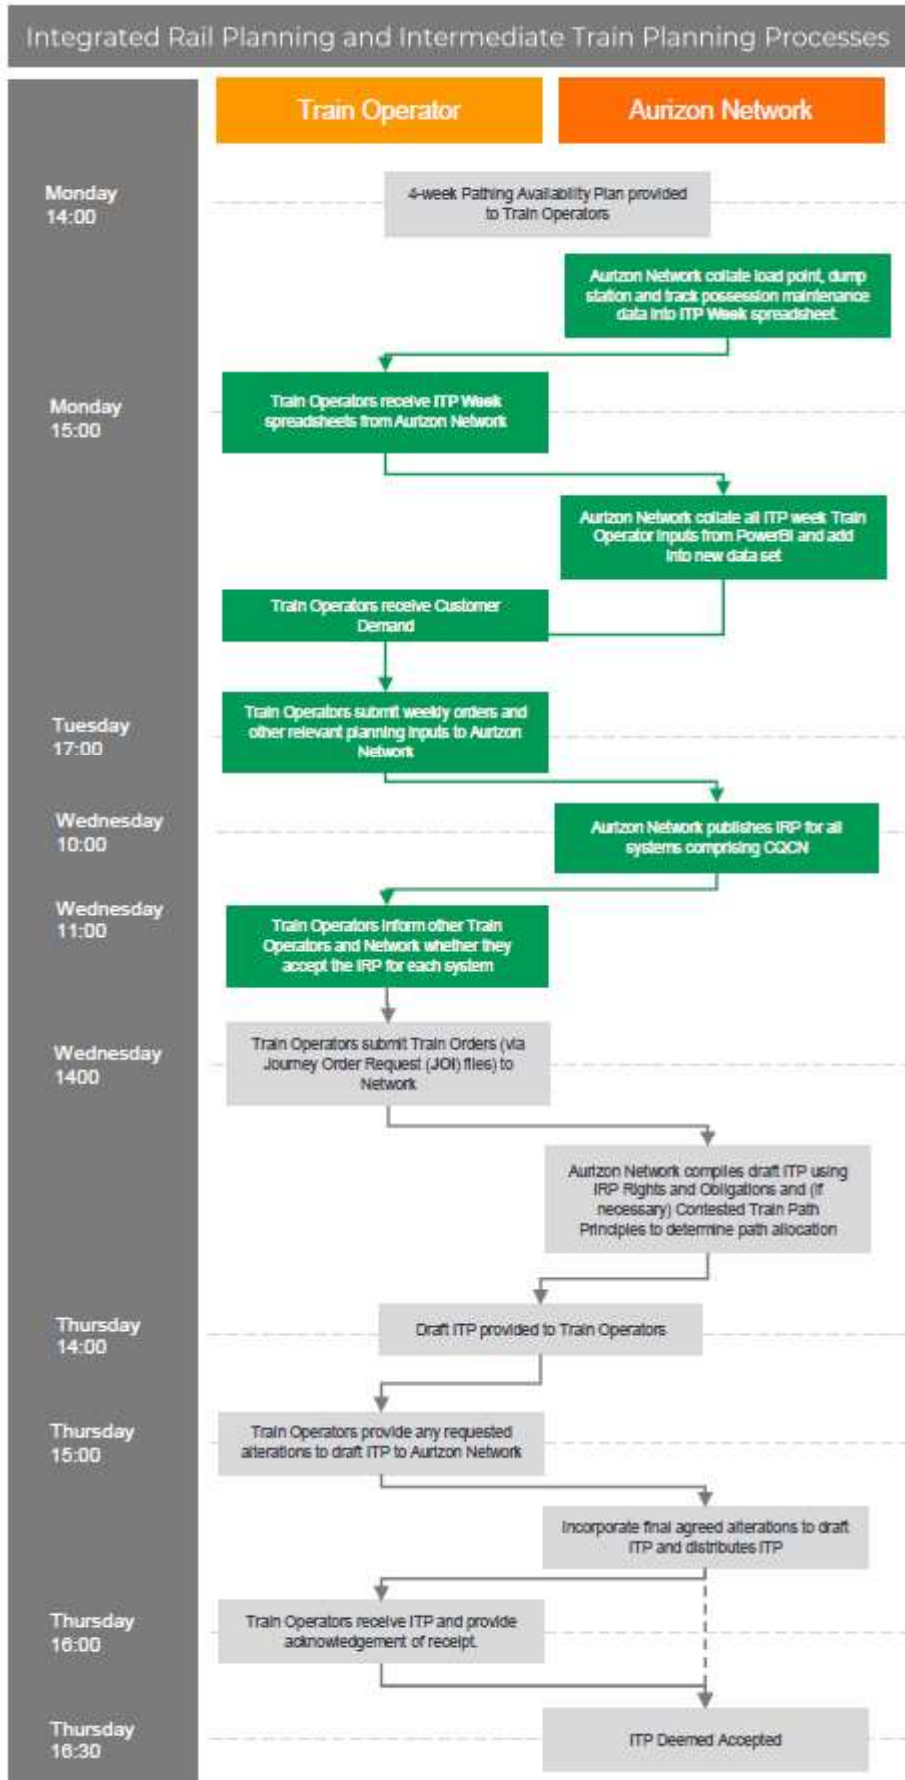 Integrated Rail Planning and Intermediate Train Planning Processes
Train Operator
Aurizon Network
Monday
14:00
4-week Pathing Availability Plan provided
to Train Operators
Aurizon Network collate load point, dump
station and track possession maintenance
data into ITP Week spreadsheet.
Monday
15:00
Train Operators receive ITP Week
spreadsheets from Aurizon Network
Aurizon Network collate all ITP week Train
Operator inputs from PowerBI and add
into new data set
Train Operators receive Customer
Demand
Tuesday
17:00
Train Operators submit weekly orders and
other relevant planning inputs to Aurizon
Network
Wednesday
10:00
Aurizon Network publishes IRP for all
systems comprising CQCN
Wednesday
11:00
Train Operators inform other Train
Operators and Network whether they
accept the IRP for each system
Wednesday
1400
Train Operators submit Train Orders (via
Journey Order Request (JOI) files) to
Network
Aurizon Network compiles draft ITP using
IRP Rights and Obligations and (if
necessary) Contested Train Path
Principles to determine path allocation
Thursday
14:00
Draft ITP provided to Train Operators
Thursday
15:00
Train Operators provide any requested
alterations to draft ITP to Aurizon Network
Incorporate final agreed alterations to draft
ITP and distributes ITP
Thursday
16:00
Train Operators receive ITP and provide
acknowledgement of receipt.
Thursday
16:30
ITP Deemed Accepted